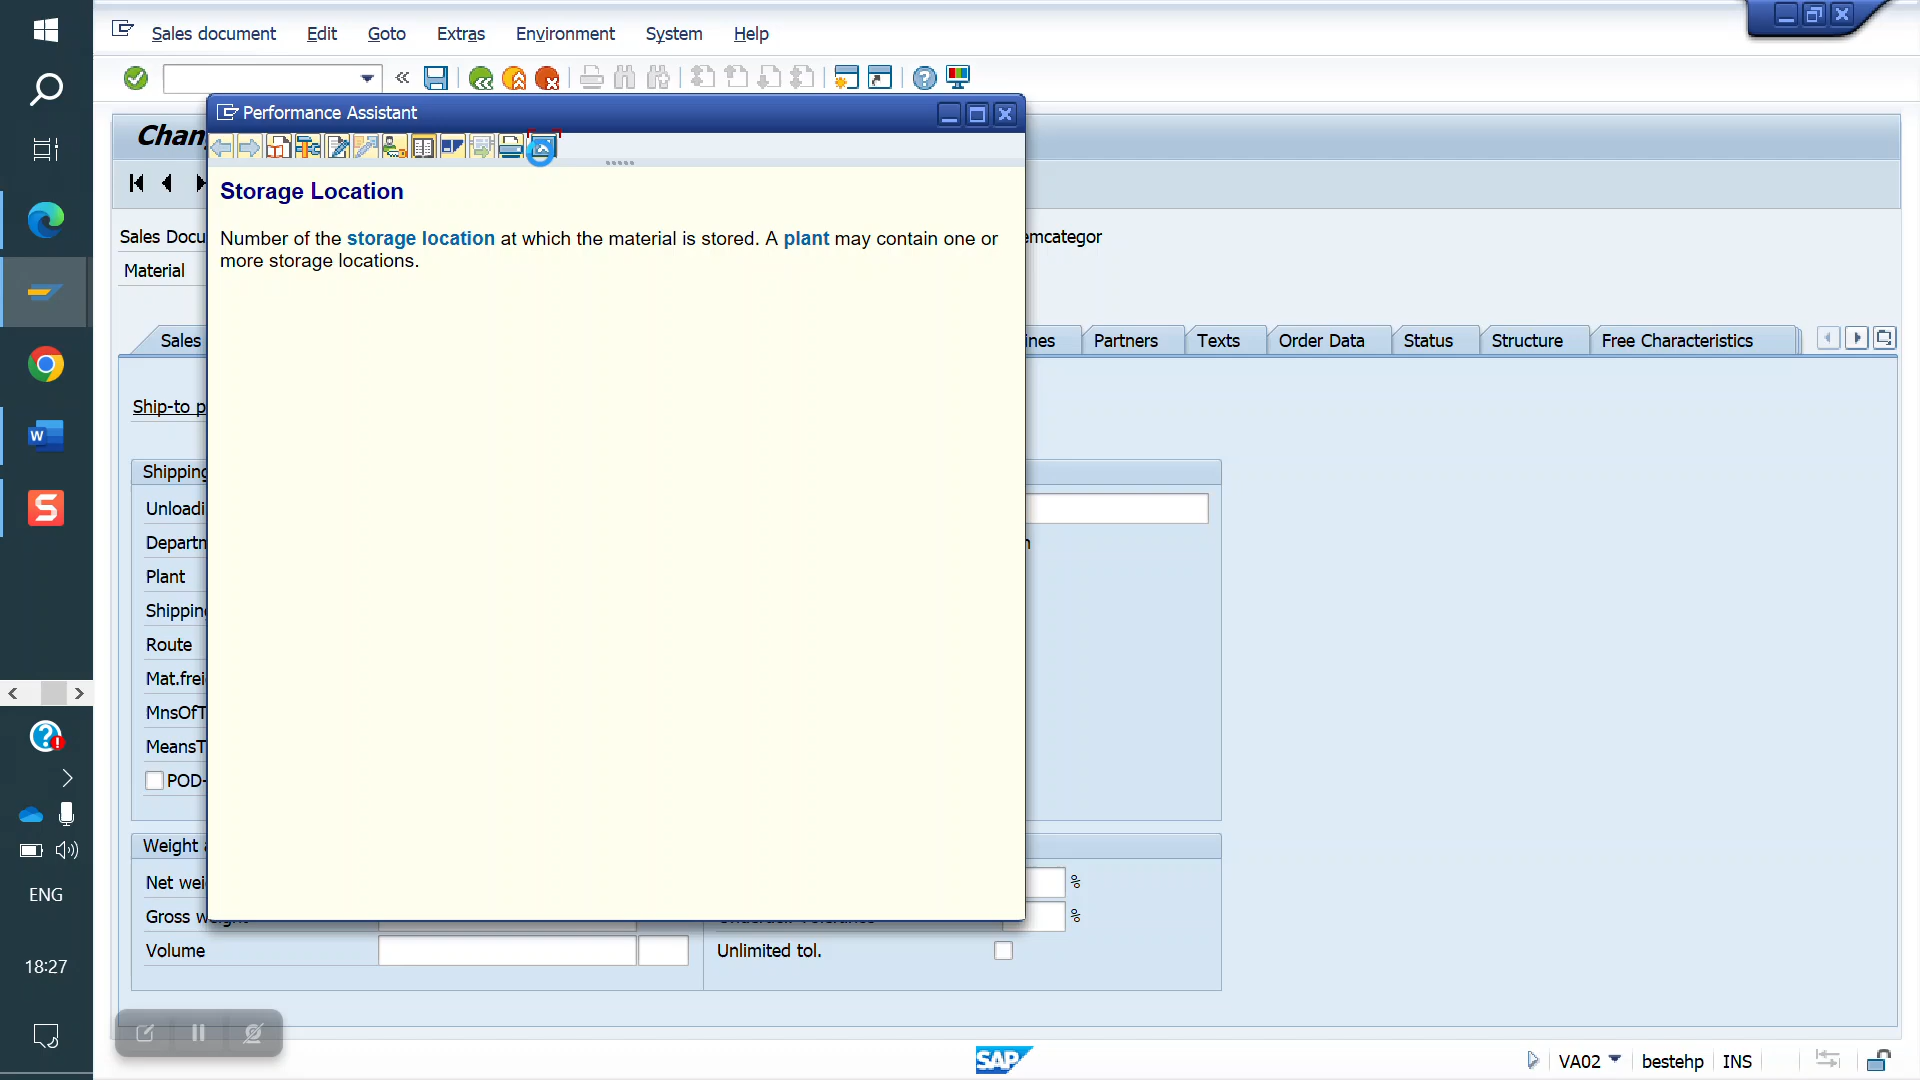 Sales document Edit Goto Extras Environment System Help
Performance Assistant
Chan
Storage Location
Number of the storage location at which the material is stored. A plant may contain one or
more storage locations.
Sales Docu
emcategor
Material
Sales
ines Partners Texts Order Data Status Structure Free Characteristics
Ship-to p
Shipping
Unloadi
Departn
Plant
Shipping
Route
Mat.frei
MnsOfT
MeansT
POD-
Weight
Net wei
%
Gross
%
Volume
Unlimited tol.
ENG
18:27
SAP
VA02 bestehp INS